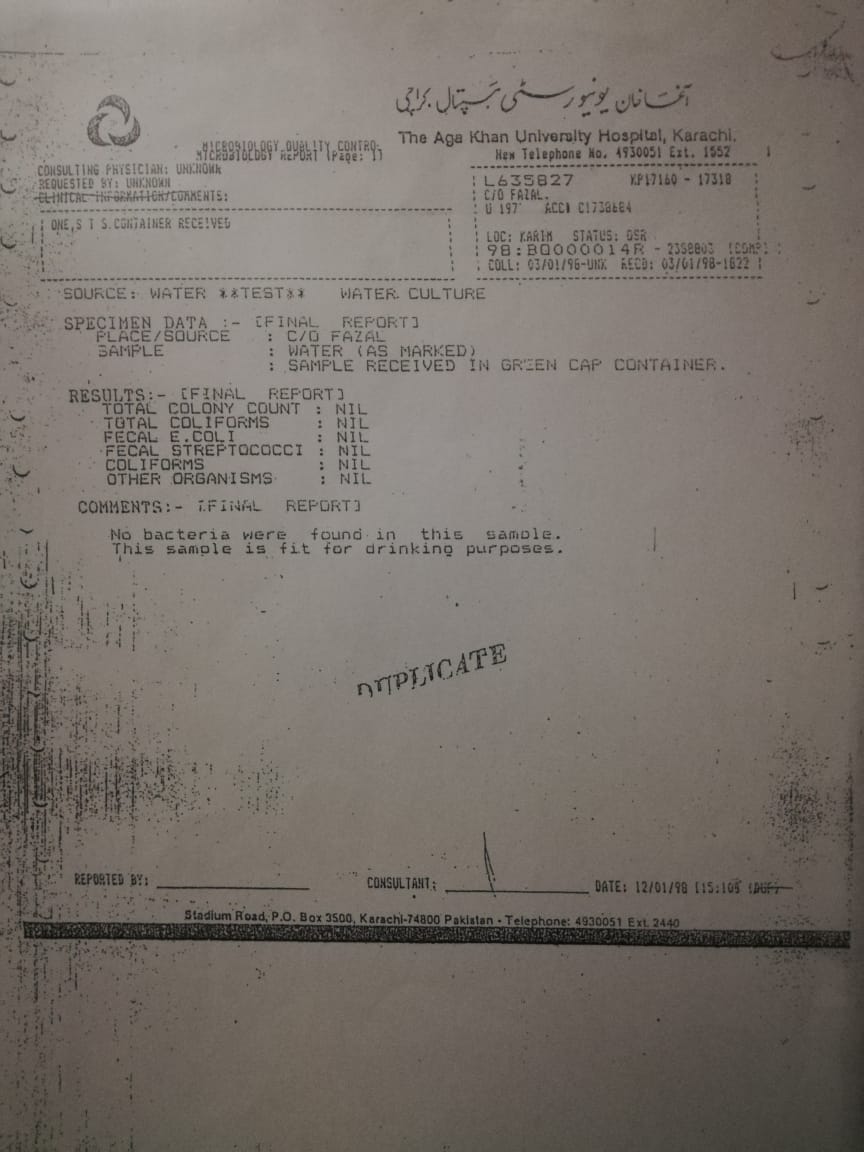 آغا خان یونیورسٹی ہسپتال کراچی
The Aga Khan University Hospital, Karachi.
New Telephone No. 4930051 Ext. 1552
MICROBIOLOGY QUALITY CONTROL
MICROBIOLOGY REPORT (Page: 1)
CONSULTING PHYSICIAN: UNKNOWN
REQUESTED BY: UNKNOWN
CLINICAL INFORMATION/COMMENTS:
ONE,S T S.CONTAINER RECEIVED
L635827 KP17160 - 17318
C/O FAZAL.
U 197 ACC# C1738684
LOC: KARIM STATUS: OSR
98:BQ000014R - 2358803
COLL: 03/01/98-UNK RECD: 03/01/98-1822
SOURCE: WATER **TEST** WATER CULTURE
SPECIMEN DATA :- [FINAL REPORT]
PLACE/SOURCE : C/O FAZAL
SAMPLE : WATER (AS MARKED)
: SAMPLE RECEIVED IN GREEN CAP CONTAINER.
RESULTS:- [FINAL REPORT]
TOTAL COLONY COUNT : NIL
TOTAL COLIFORMS : NIL
FECAL E.COLI : NIL
FECAL STREPTOCOCCI : NIL
COLIFORMS : NIL
OTHER ORGANISMS : NIL
COMMENTS:- [FINAL REPORT]
No bacteria were found in this sample.
This sample is fit for drinking purposes.
DUPLICATE
REPORTED BY:
CONSULTANT:
DATE: 12/01/98
Stadium Road, P.O. Box 3500, Karachi-74800 Pakistan - Telephone: 4930051 Ext. 2440